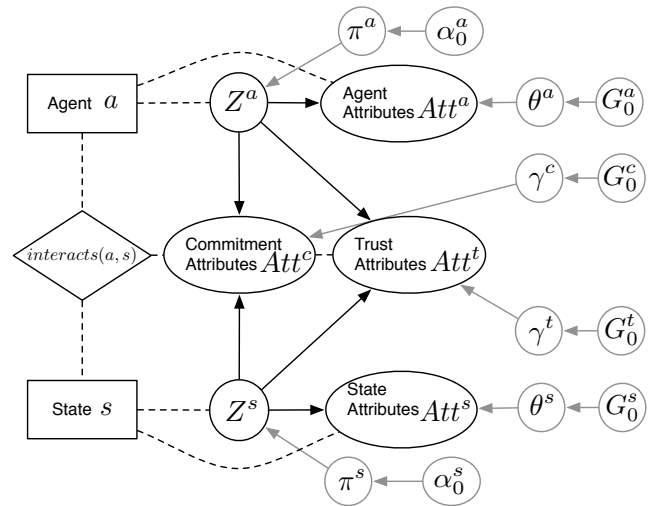 π^a α_0^a
Agent a
Z^a
Agent
Attributes Att^a
θ^a G_0^a
γ^c G_0^c
interacts(a, s)
Commitment
Attributes Att^c
Trust
Attributes Att^t
γ^t G_0^t
State s
Z^s
State
Attributes Att^s
θ^s G_0^s
π^s α_0^s